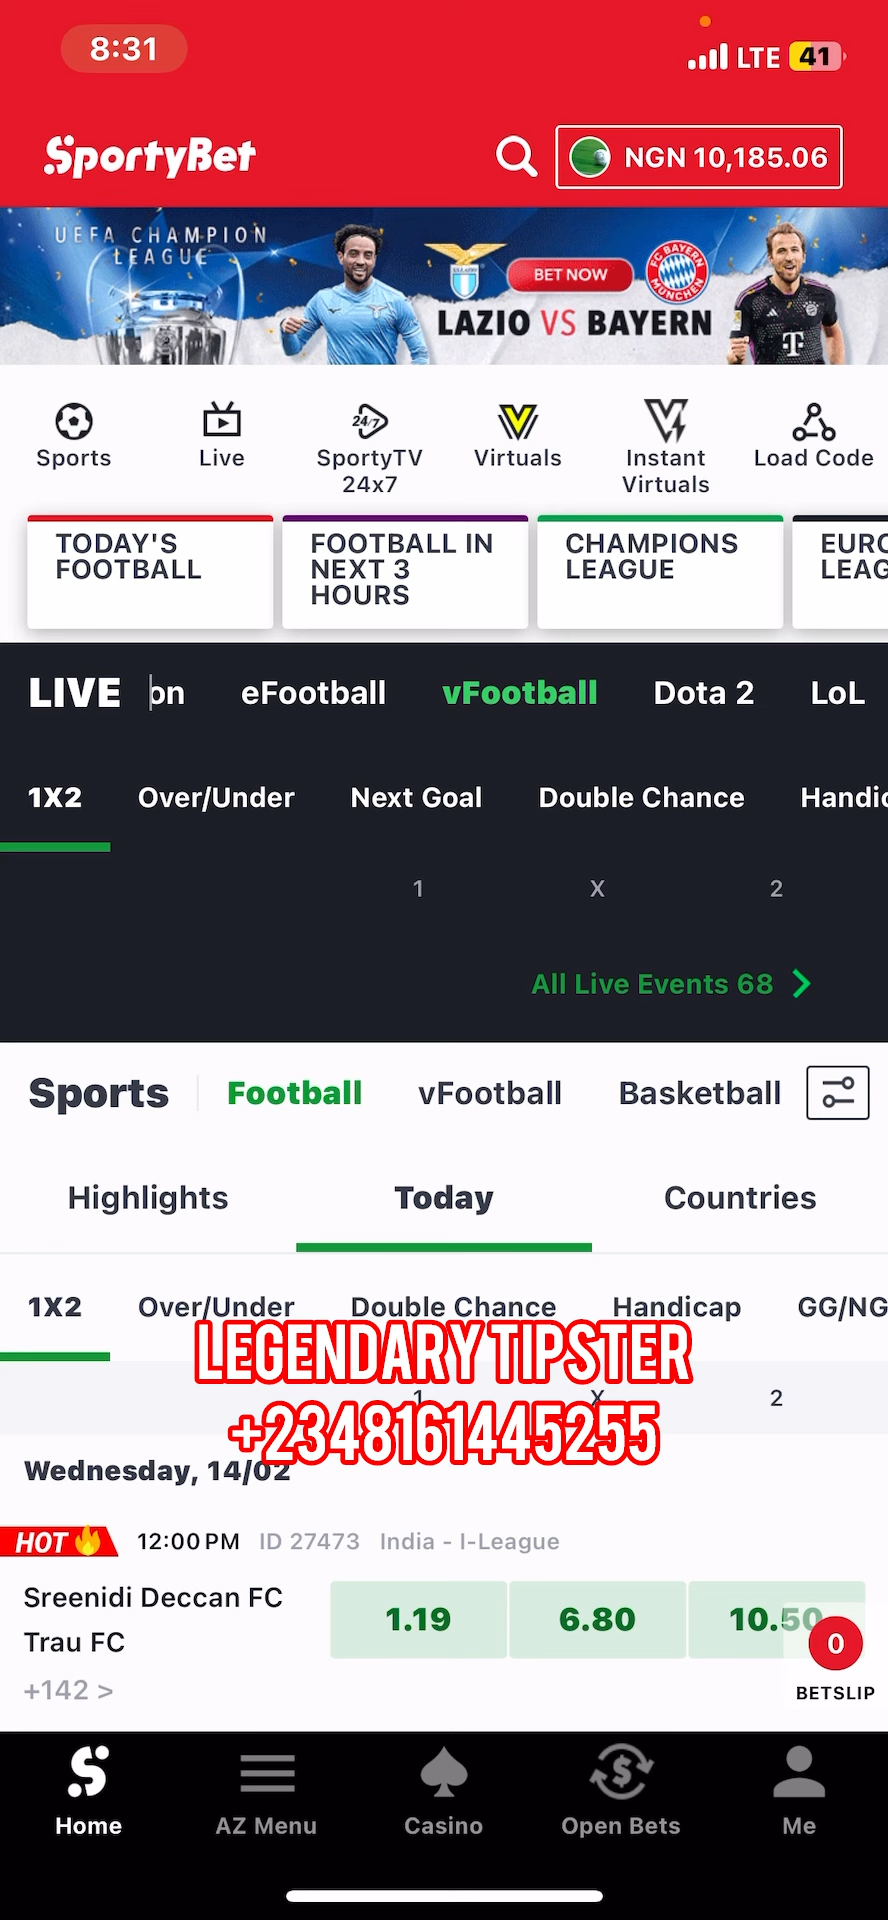 8:31
LTE 41
SportyBet
NGN 10,185.06
UEFA CHAMPION
LEAGUE
BET NOW
LAZIO VS BAYERN
Sports
Live
24/7
SportyTV
24x7
Virtuals
Instant
Virtuals
Load Code
TODAY'S
FOOTBALL
FOOTBALL IN
NEXT 3
HOURS
CHAMPIONS
LEAGUE
EURO
LEAG
LIVE on eFootball vFootball Dota 2 LoL
1X2 Over/Under Next Goal Double Chance Handic
1 X 2
All Live Events 68 >
Sports Football vFootball Basketball
Highlights Today Countries
1X2 Over/Under Double Chance Handicap GG/NG
LEGENDARY TIPSTER
1 X 2
+2348161445255
Wednesday, 14/02
HOT 12:00 PM ID 27473 India - I-League
Sreenidi Deccan FC
Trau FC
1.19 6.80 10.50
0
+142 >
BETSLIP
Home AZ Menu Casino Open Bets Me